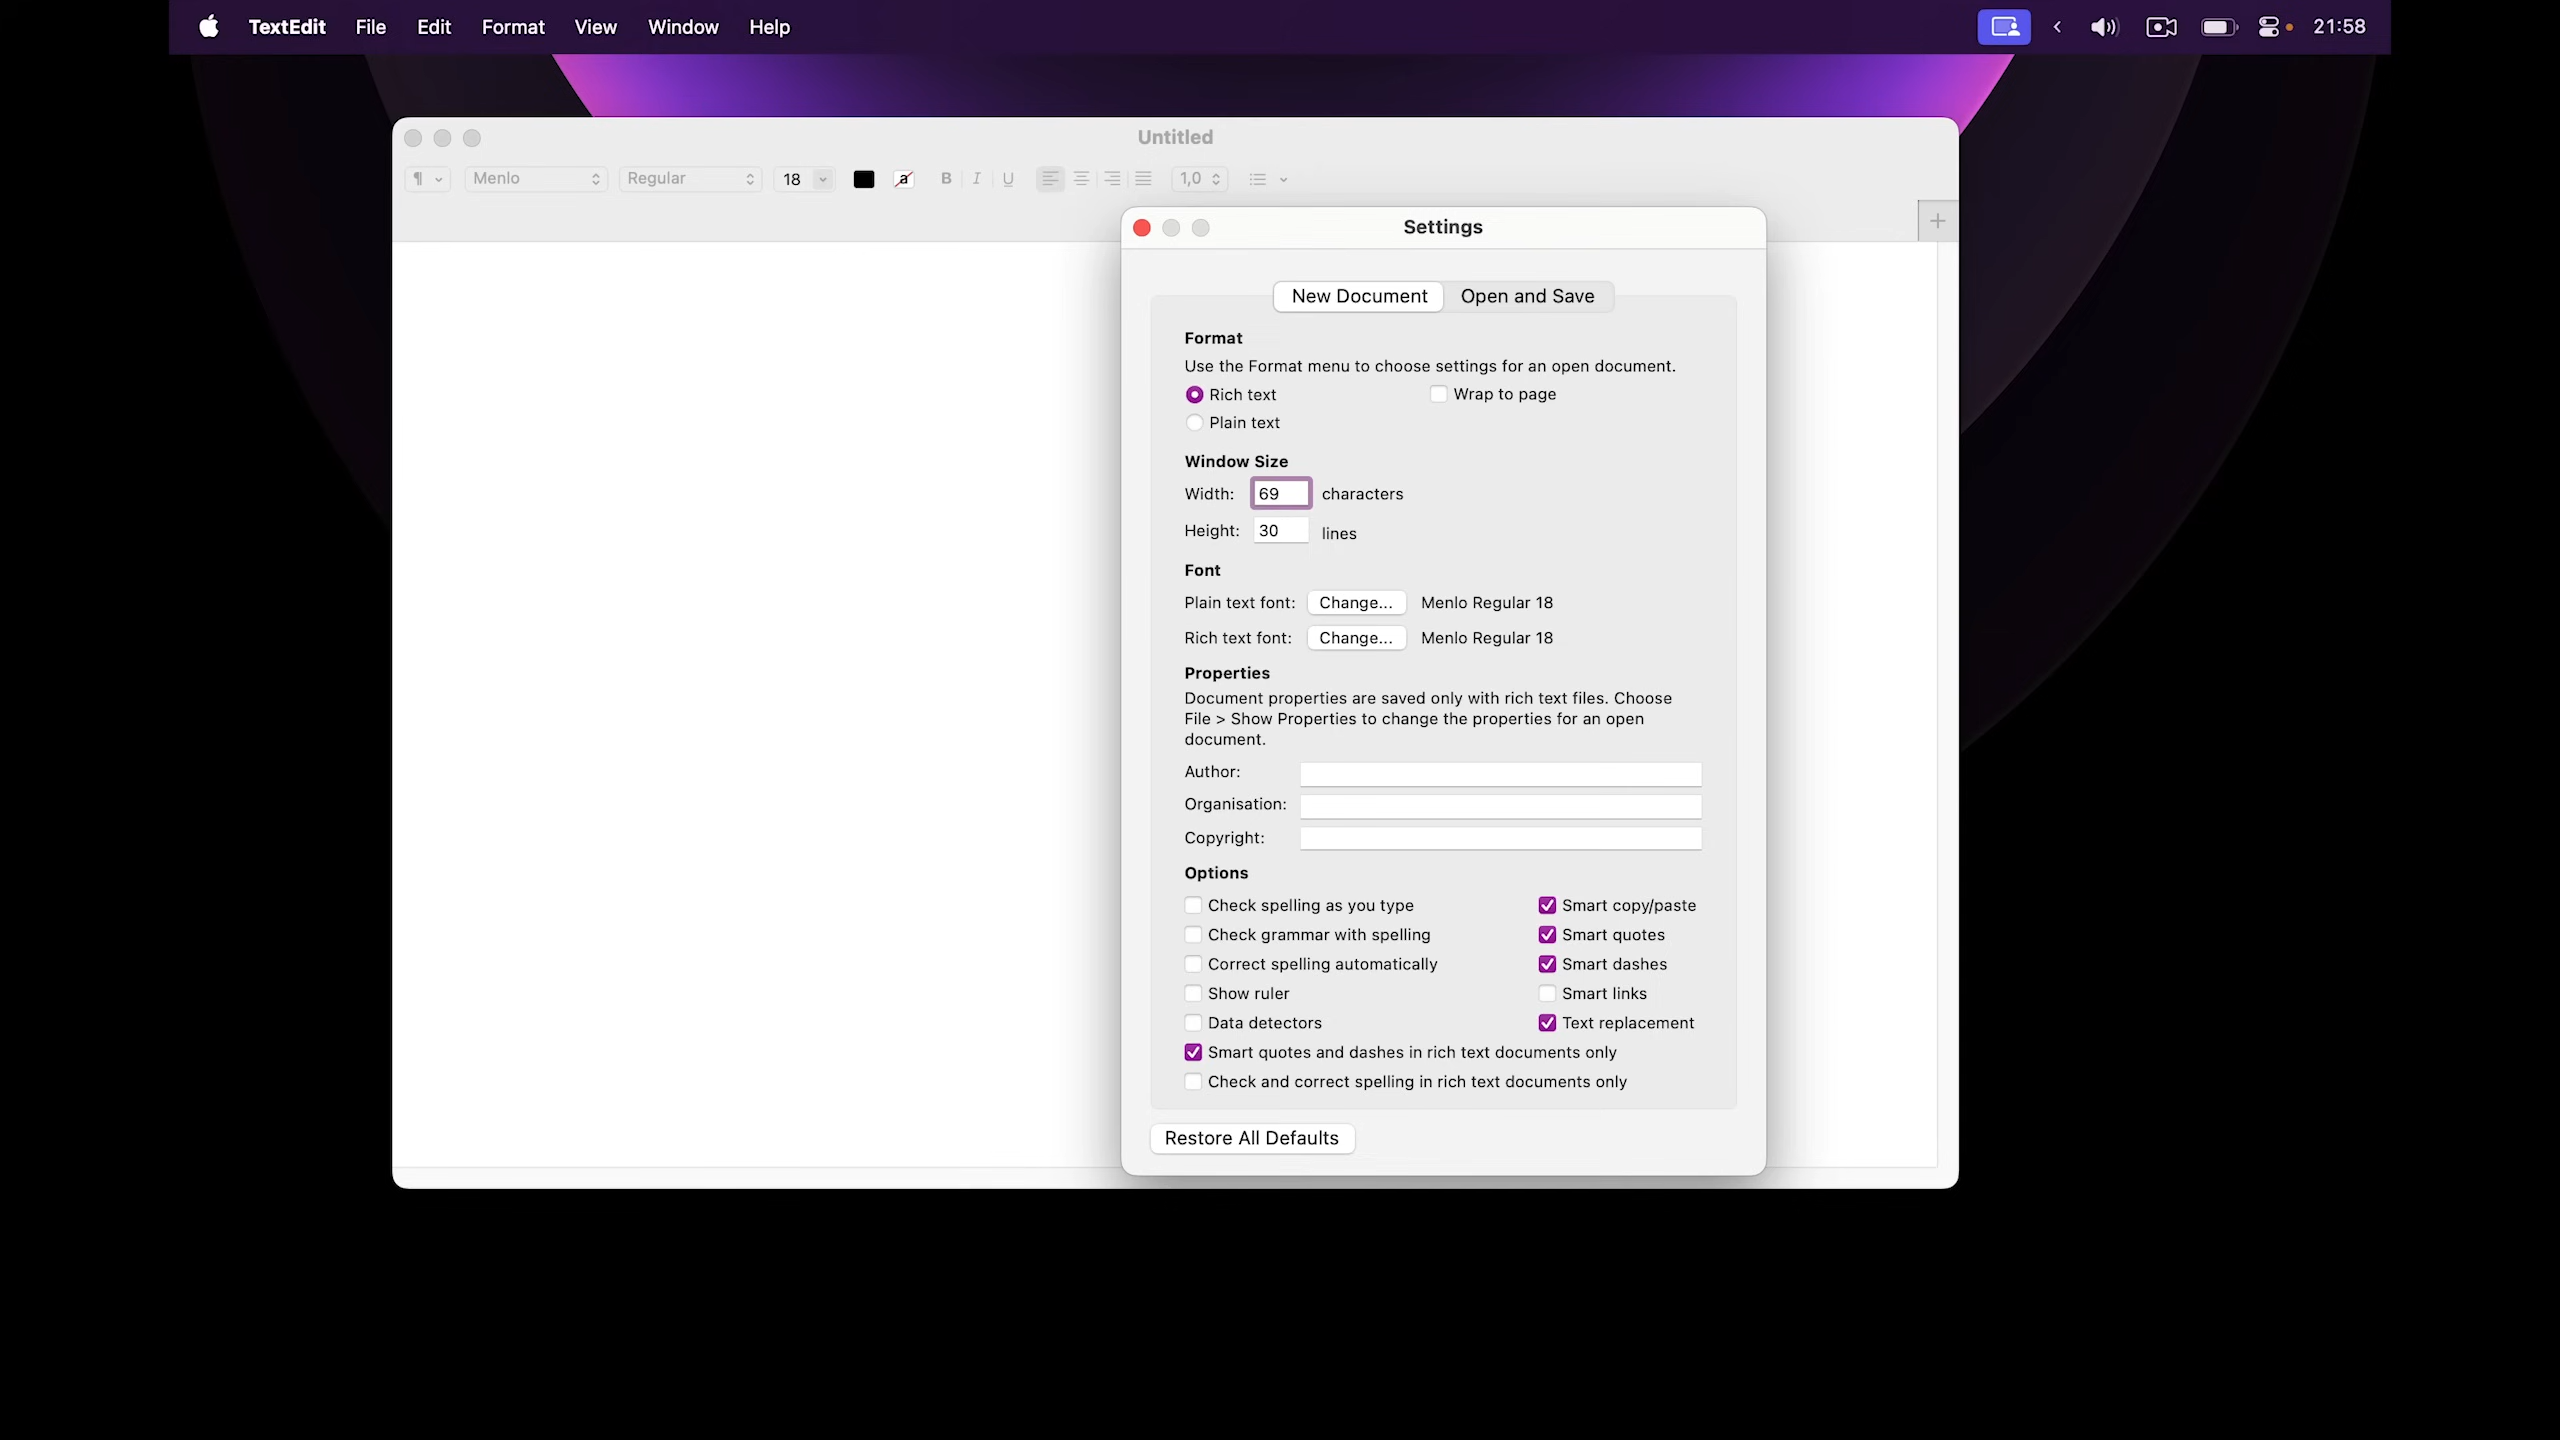 TextEdit File Edit Format View Window Help 21:58
Untitled
¶ Menlo Regular 18 a B I U 1,0
Settings
New Document Open and Save
Format
Use the Format menu to choose settings for an open document.
Rich text Wrap to page
Plain text
Window Size
Width: 69 characters
Height: 30 lines
Font
Plain text font: Change... Menlo Regular 18
Rich text font: Change... Menlo Regular 18
Properties
Document properties are saved only with rich text files. Choose
File > Show Properties to change the properties for an open
document.
Author:
Organisation:
Copyright:
Options
Check spelling as you type Smart copy/paste
Check grammar with spelling Smart quotes
Correct spelling automatically Smart dashes
Show ruler Smart links
Data detectors Text replacement
Smart quotes and dashes in rich text documents only
Check and correct spelling in rich text documents only
Restore All Defaults